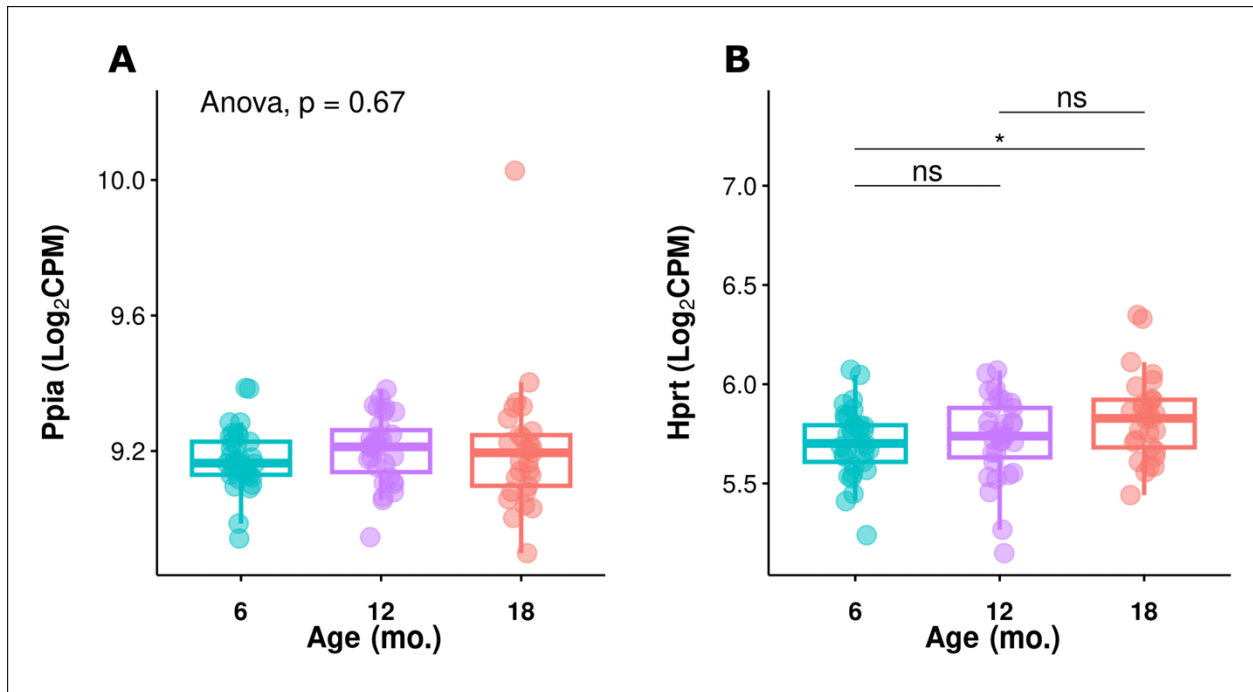 A
Anova, p = 0.67
Ppia (Log₂CPM)
10.0
9.6
9.2
6 12 18
Age (mo.)
B
ns
*
ns
Hprt (Log₂CPM)
7.0
6.5
6.0
5.5
6 12 18
Age (mo.)